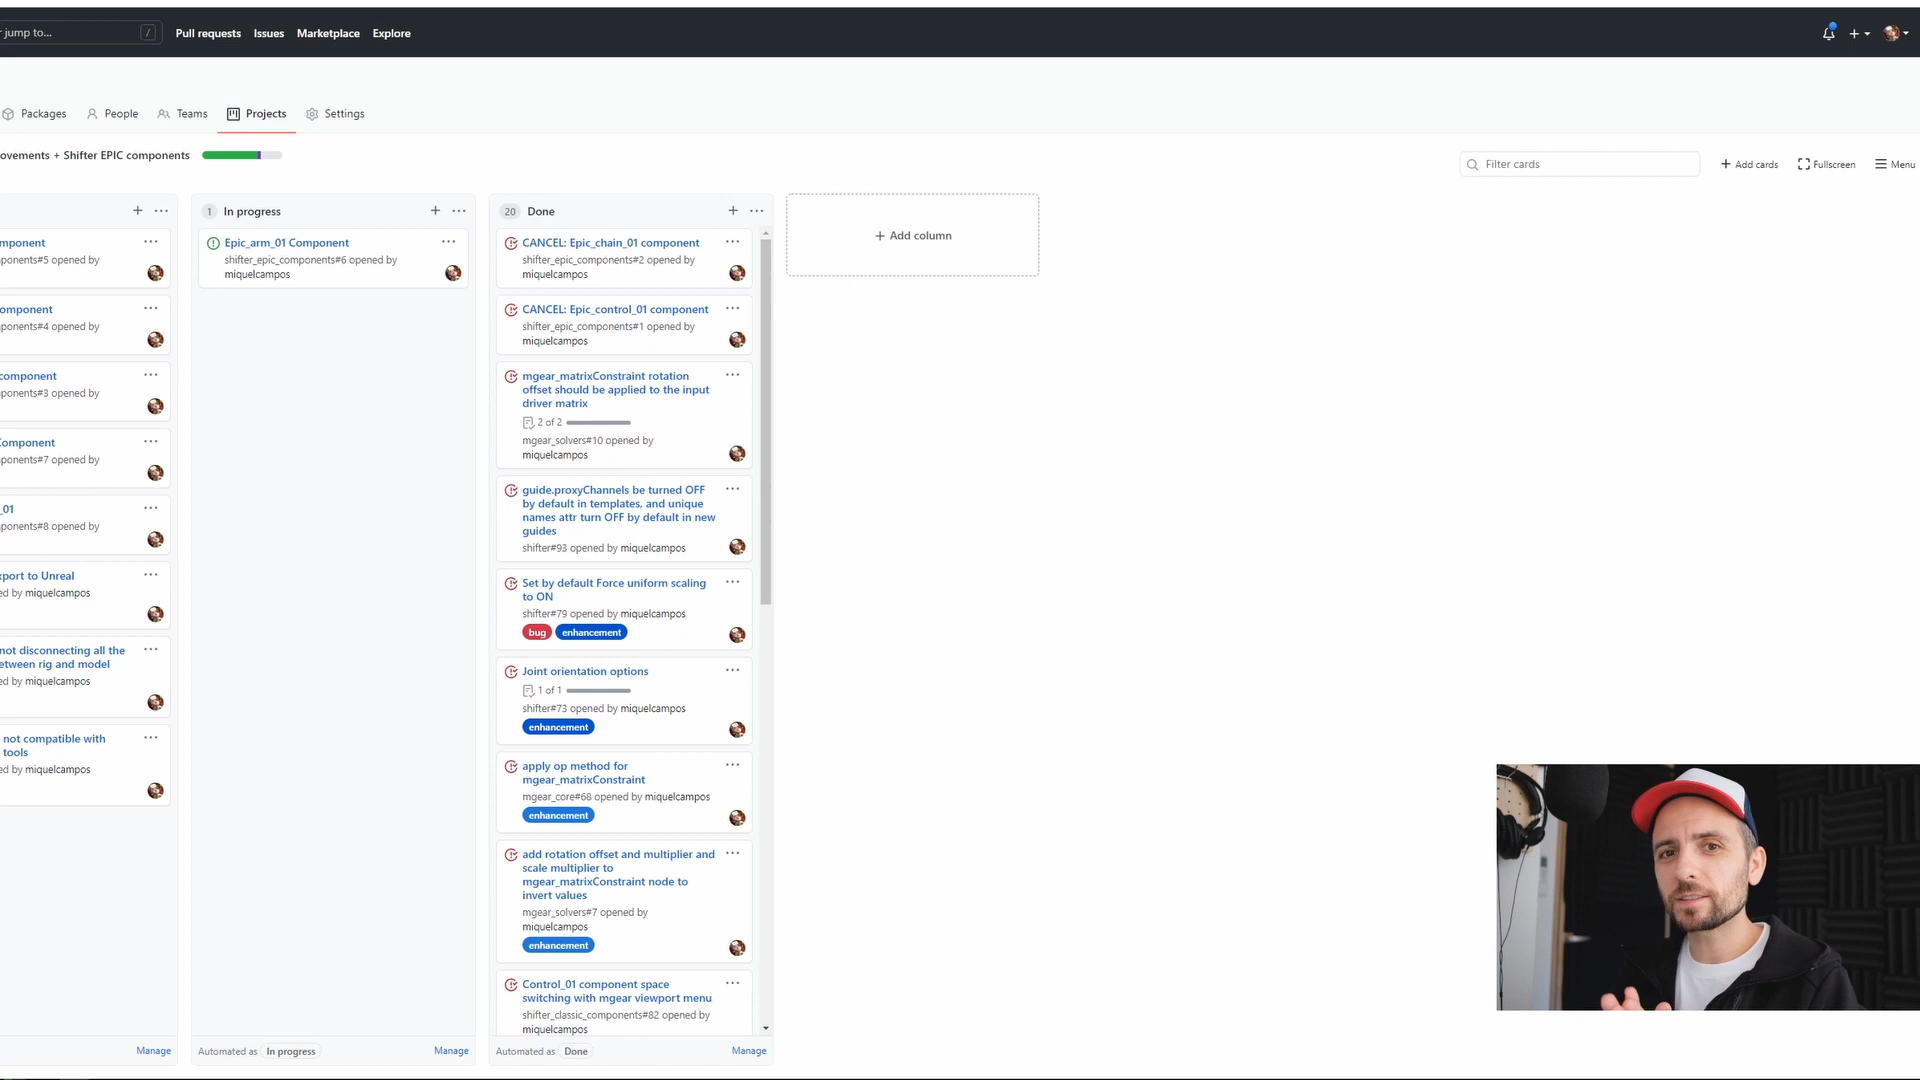 jump to...
/
Pull requests
Issues
Marketplace
Explore
Packages
People
Teams
Projects
Settings
ovements + Shifter EPIC components
Filter cards
+ Add cards
Fullscreen
Menu
mponent
ponents#5 opened by
omponent
ponents#4 opened by
component
ponents#3 opened by
Component
ponents#7 opened by
_01
ponents#8 opened by
xport to Unreal
ed by miquelcampos
not disconnecting all the
etween rig and model
ed by miquelcampos
not compatible with
tools
ed by miquelcampos
Manage
1 In progress
Epic_arm_01 Component
shifter_epic_components#6 opened by
miquelcampos
Automated as In progress
Manage
20 Done
CANCEL: Epic_chain_01 component
shifter_epic_components#2 opened by
miquelcampos
CANCEL: Epic_control_01 component
shifter_epic_components#1 opened by
miquelcampos
mgear_matrixConstraint rotation
offset should be applied to the input
driver matrix
2 of 2
mgear_solvers#10 opened by
miquelcampos
guide.proxyChannels be turned OFF
by default in templates, and unique
names attr turn OFF by default in new
guides
shifter#93 opened by miquelcampos
Set by default Force uniform scaling
to ON
shifter#79 opened by miquelcampos
bug enhancement
Joint orientation options
1 of 1
shifter#73 opened by miquelcampos
enhancement
apply op method for
mgear_matrixConstraint
mgear_core#68 opened by miquelcampos
enhancement
add rotation offset and multiplier and
scale multiplier to
mgear_matrixConstraint node to
invert values
mgear_solvers#7 opened by
miquelcampos
enhancement
Control_01 component space
switching with mgear viewport menu
shifter_classic_components#82 opened by
miquelcampos
Automated as Done
Manage
+ Add column